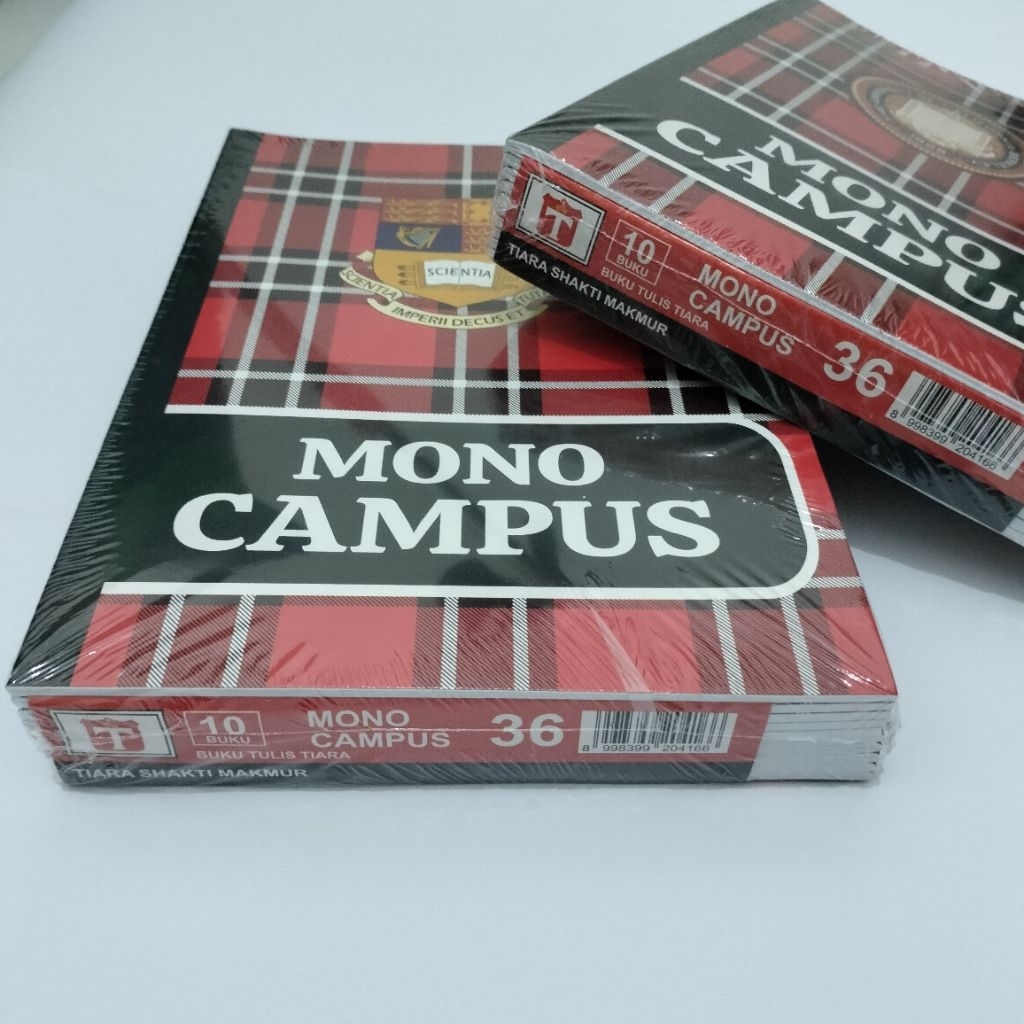 SCIENTIA
SCIENTIA
IMPERII DECUS ET
MONO
CAMPUS
T
10
BUKU
BUKU TULIS TIARA
MONO
CAMPUS
36
8 998399 204166
TIARA SHAKTI MAKMUR
MONO
CAMPUS
T
10
BUKU
BUKU TULIS TIARA
MONO
CAMPUS
36
8 998399 204166
TIARA SHAKTI MAKMUR